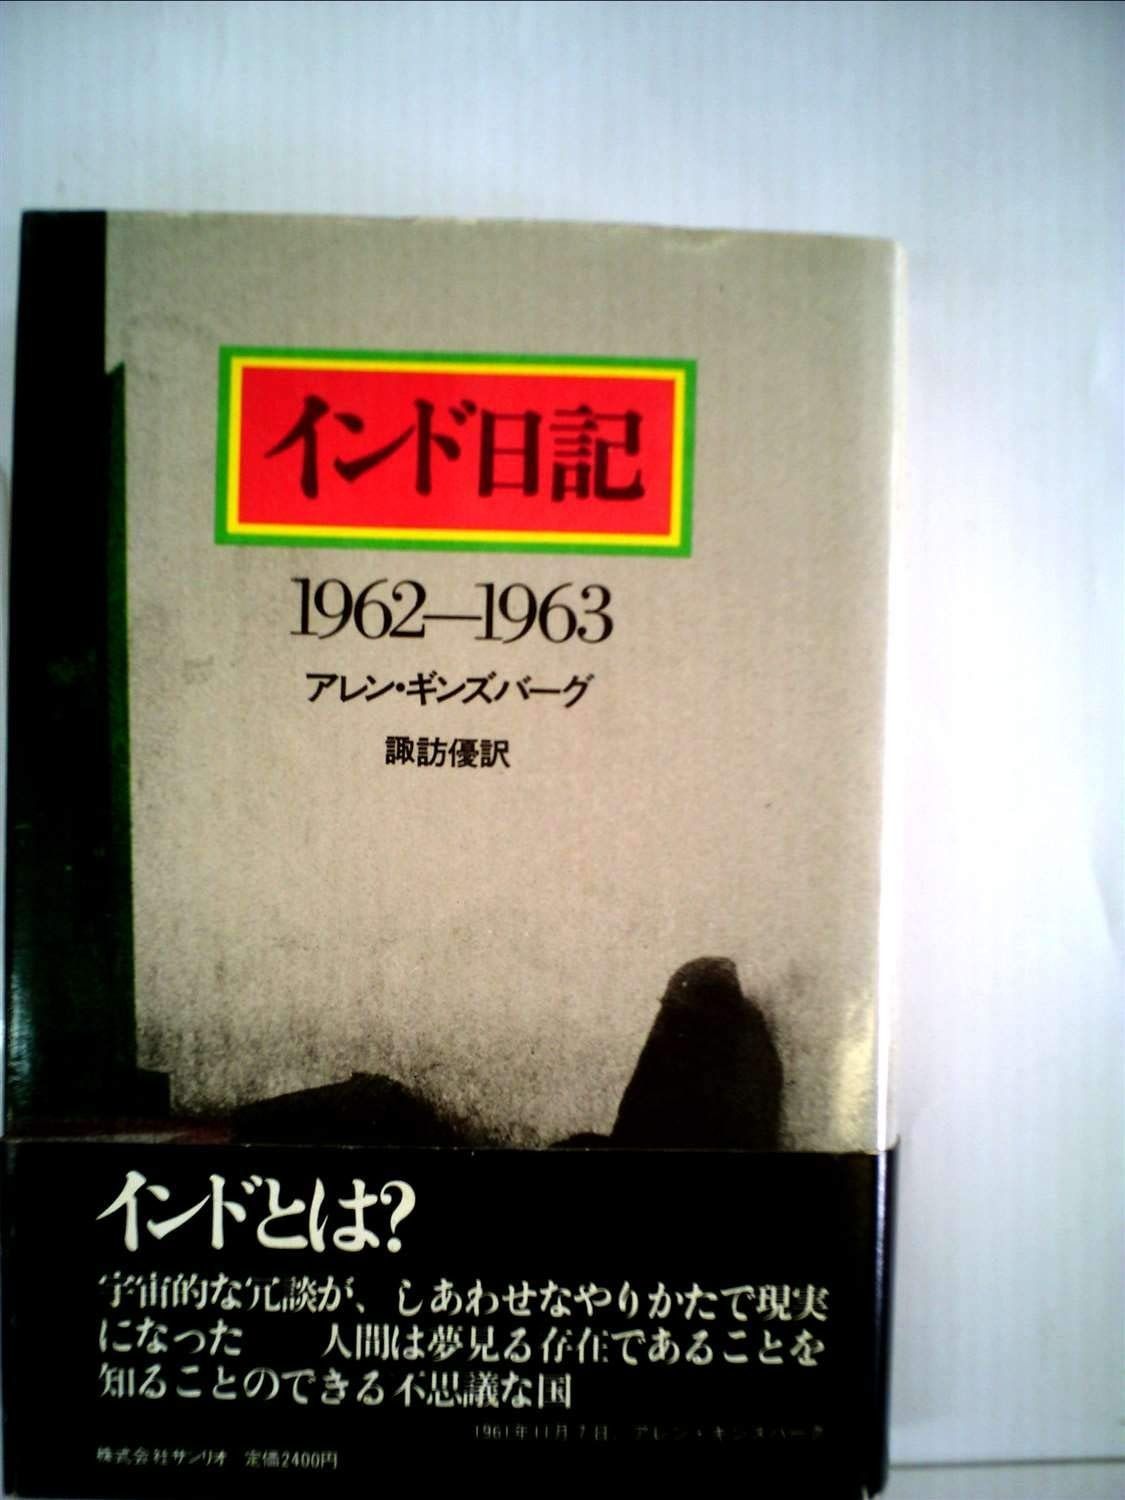 インド日記
1962—1963
アレン・ギンズバーグ
諏訪優訳
インドとは?
宇宙的な冗談が、しあわせなやりかたで現実
になった　　人間は夢見る存在であることを
知ることのできる不思議な国
1961年11月7日、アレン・ギンズバーグ
株式会社サンリオ 定価2400円